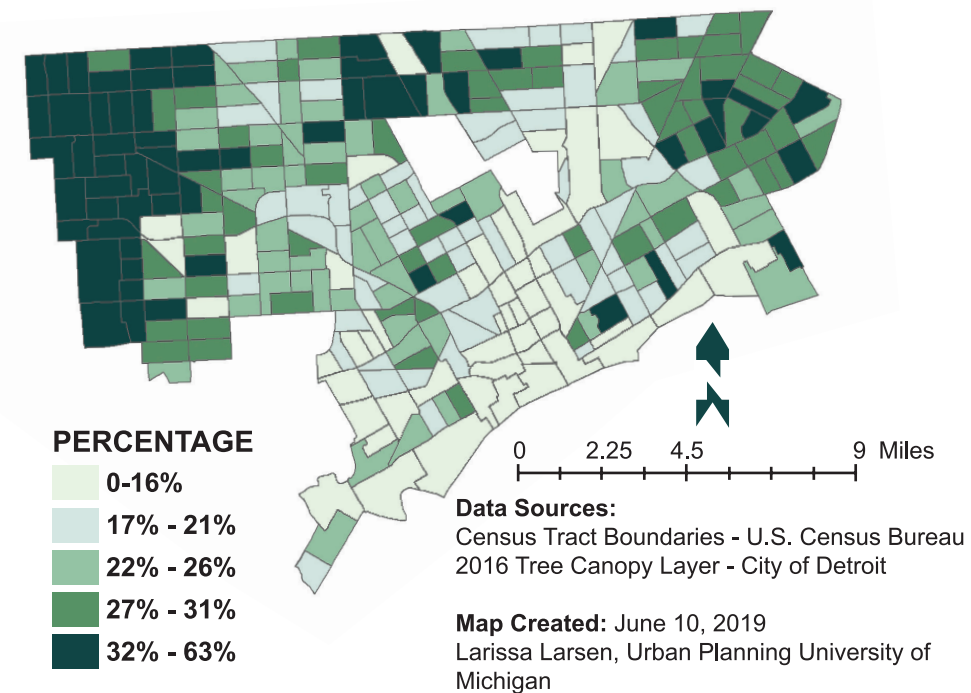 PERCENTAGE
0-16%
17% - 21%
22% - 26%
27% - 31%
32% - 63%
0 2.25 4.5 9 Miles
Data Sources:
Census Tract Boundaries - U.S. Census Bureau
2016 Tree Canopy Layer - City of Detroit
Map Created: June 10, 2019
Larissa Larsen, Urban Planning University of
Michigan